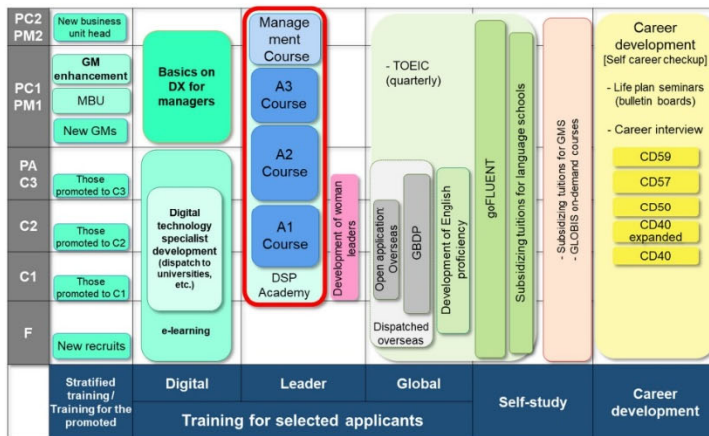 PC2
PM2
PC1
PM1
PA
C3
C2
C1
F
New business
unit head
GM
enhancement
MBU
New GMs
Those
promoted to C3
Those
promoted to C2
Those
promoted to C1
New recruits
Basics on
DX for
managers
Digital
technology
specialist
development
(dispatch to
universities,
etc.)
e-learning
Manage
ment
Course
A3
Course
A2
Course
A1
Course
DSP
Academy
Development of woman
leaders
- TOEIC
(quarterly)
Open application:
Overseas
GBDP
Dispatched
overseas
Development of English
proficiency
goFLUENT
Subsidizing tuitions for language schools
- Subsidizing tuitions for GMS
- GLOBIS on-demand courses
Career
development
[Self career checkup]
- Life plan seminars
(bulletin boards)
- Career interview
CD59
CD57
CD50
CD40
expanded
CD40
Stratified
training/
Training for the
promoted
Digital
Leader
Global
Training for selected applicants
Self-study
Career
development